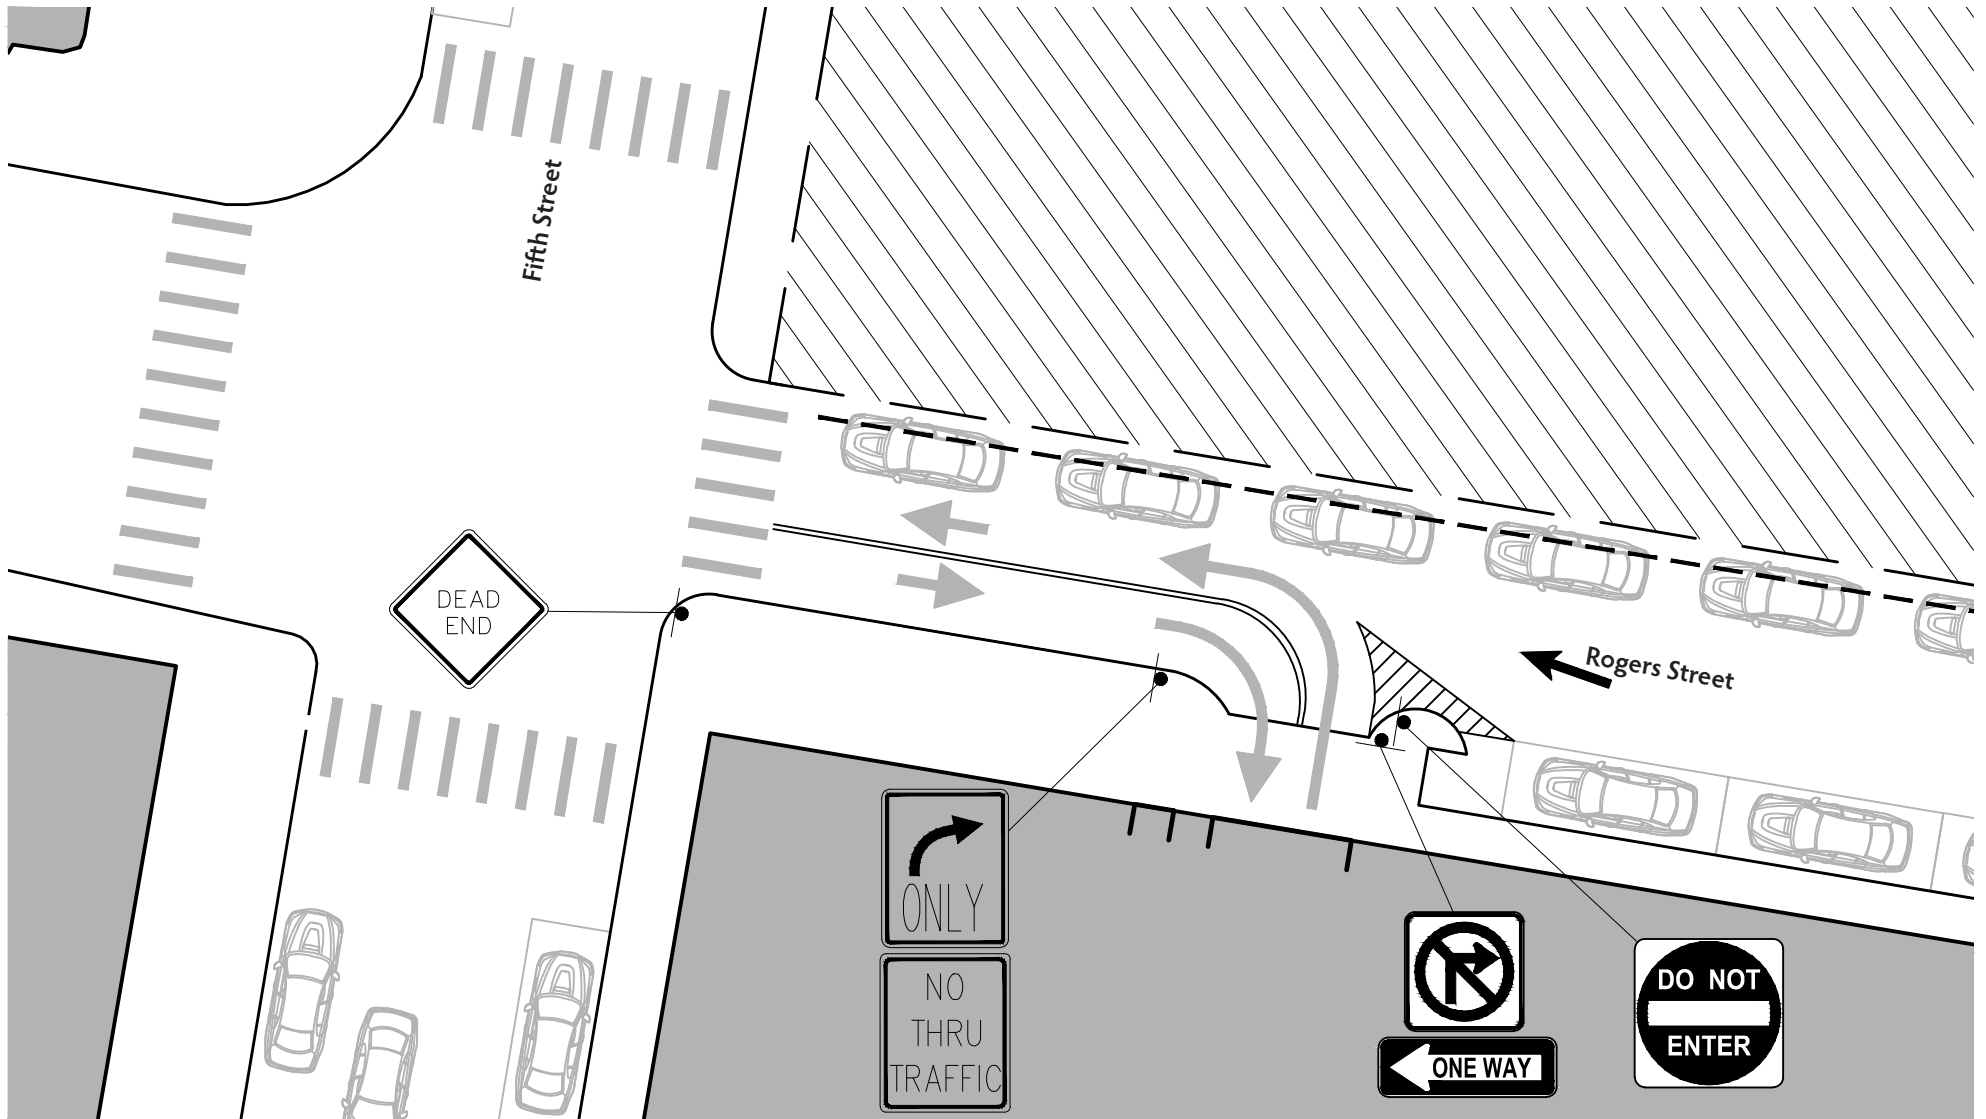 Fifth Street
DEAD
END
Rogers Street
ONLY
NO
THRU
TRAFFIC
ONE WAY
DO NOT
ENTER